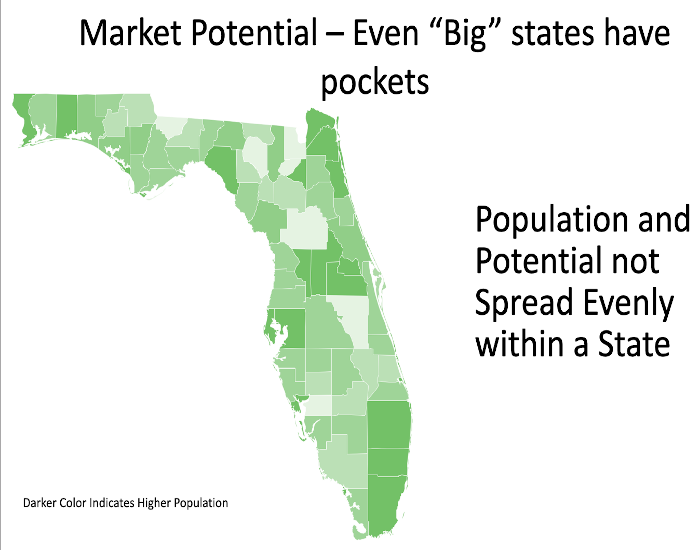 Market Potential – Even “Big” states have
pockets
Population and
Potential not
Spread Evenly
within a State
Darker Color Indicates Higher Population